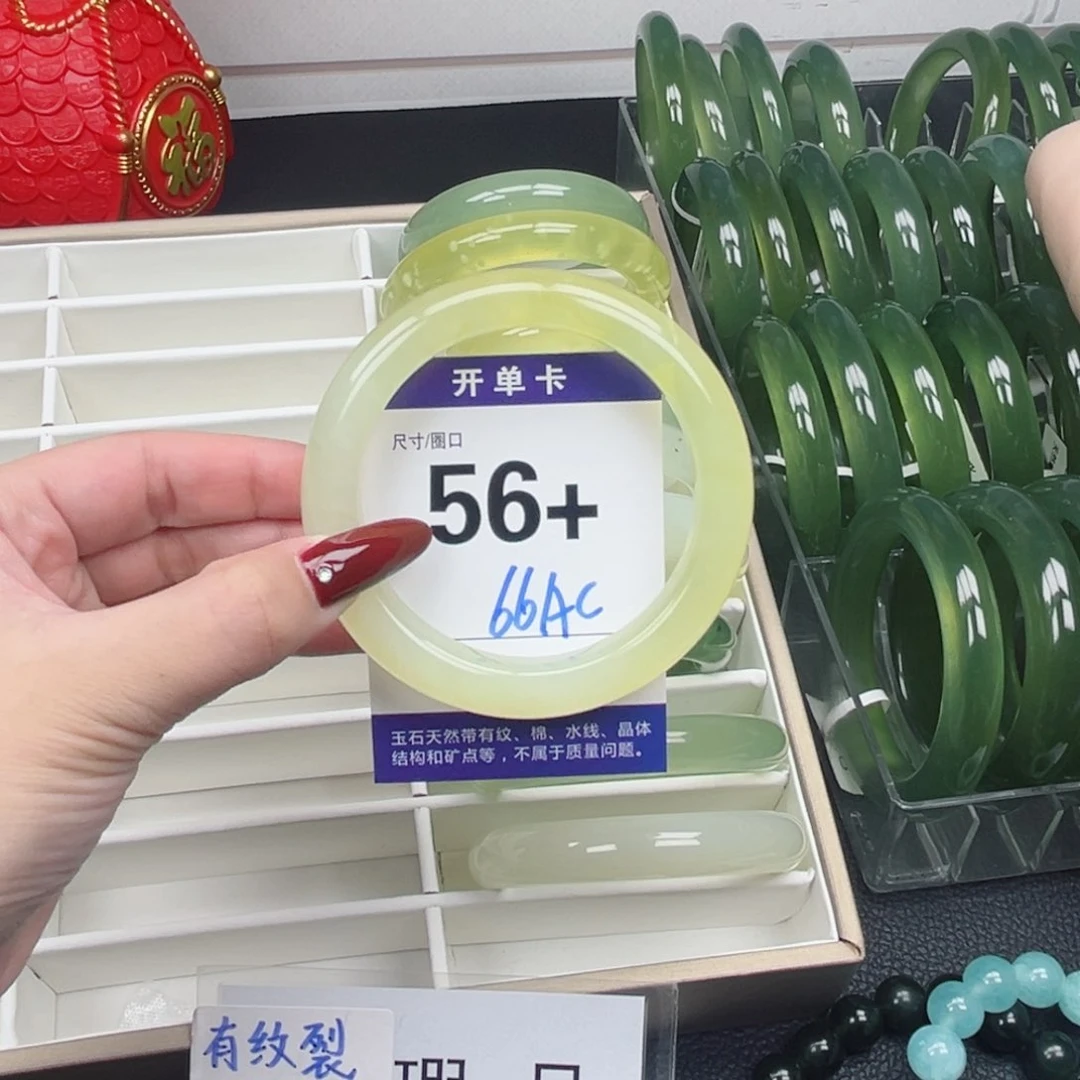 福
开单卡
尺寸/圈口
56+
66AC
玉石天然带有纹、棉、水线、晶体
结构和矿点等，不属于质量问题。
有纹裂